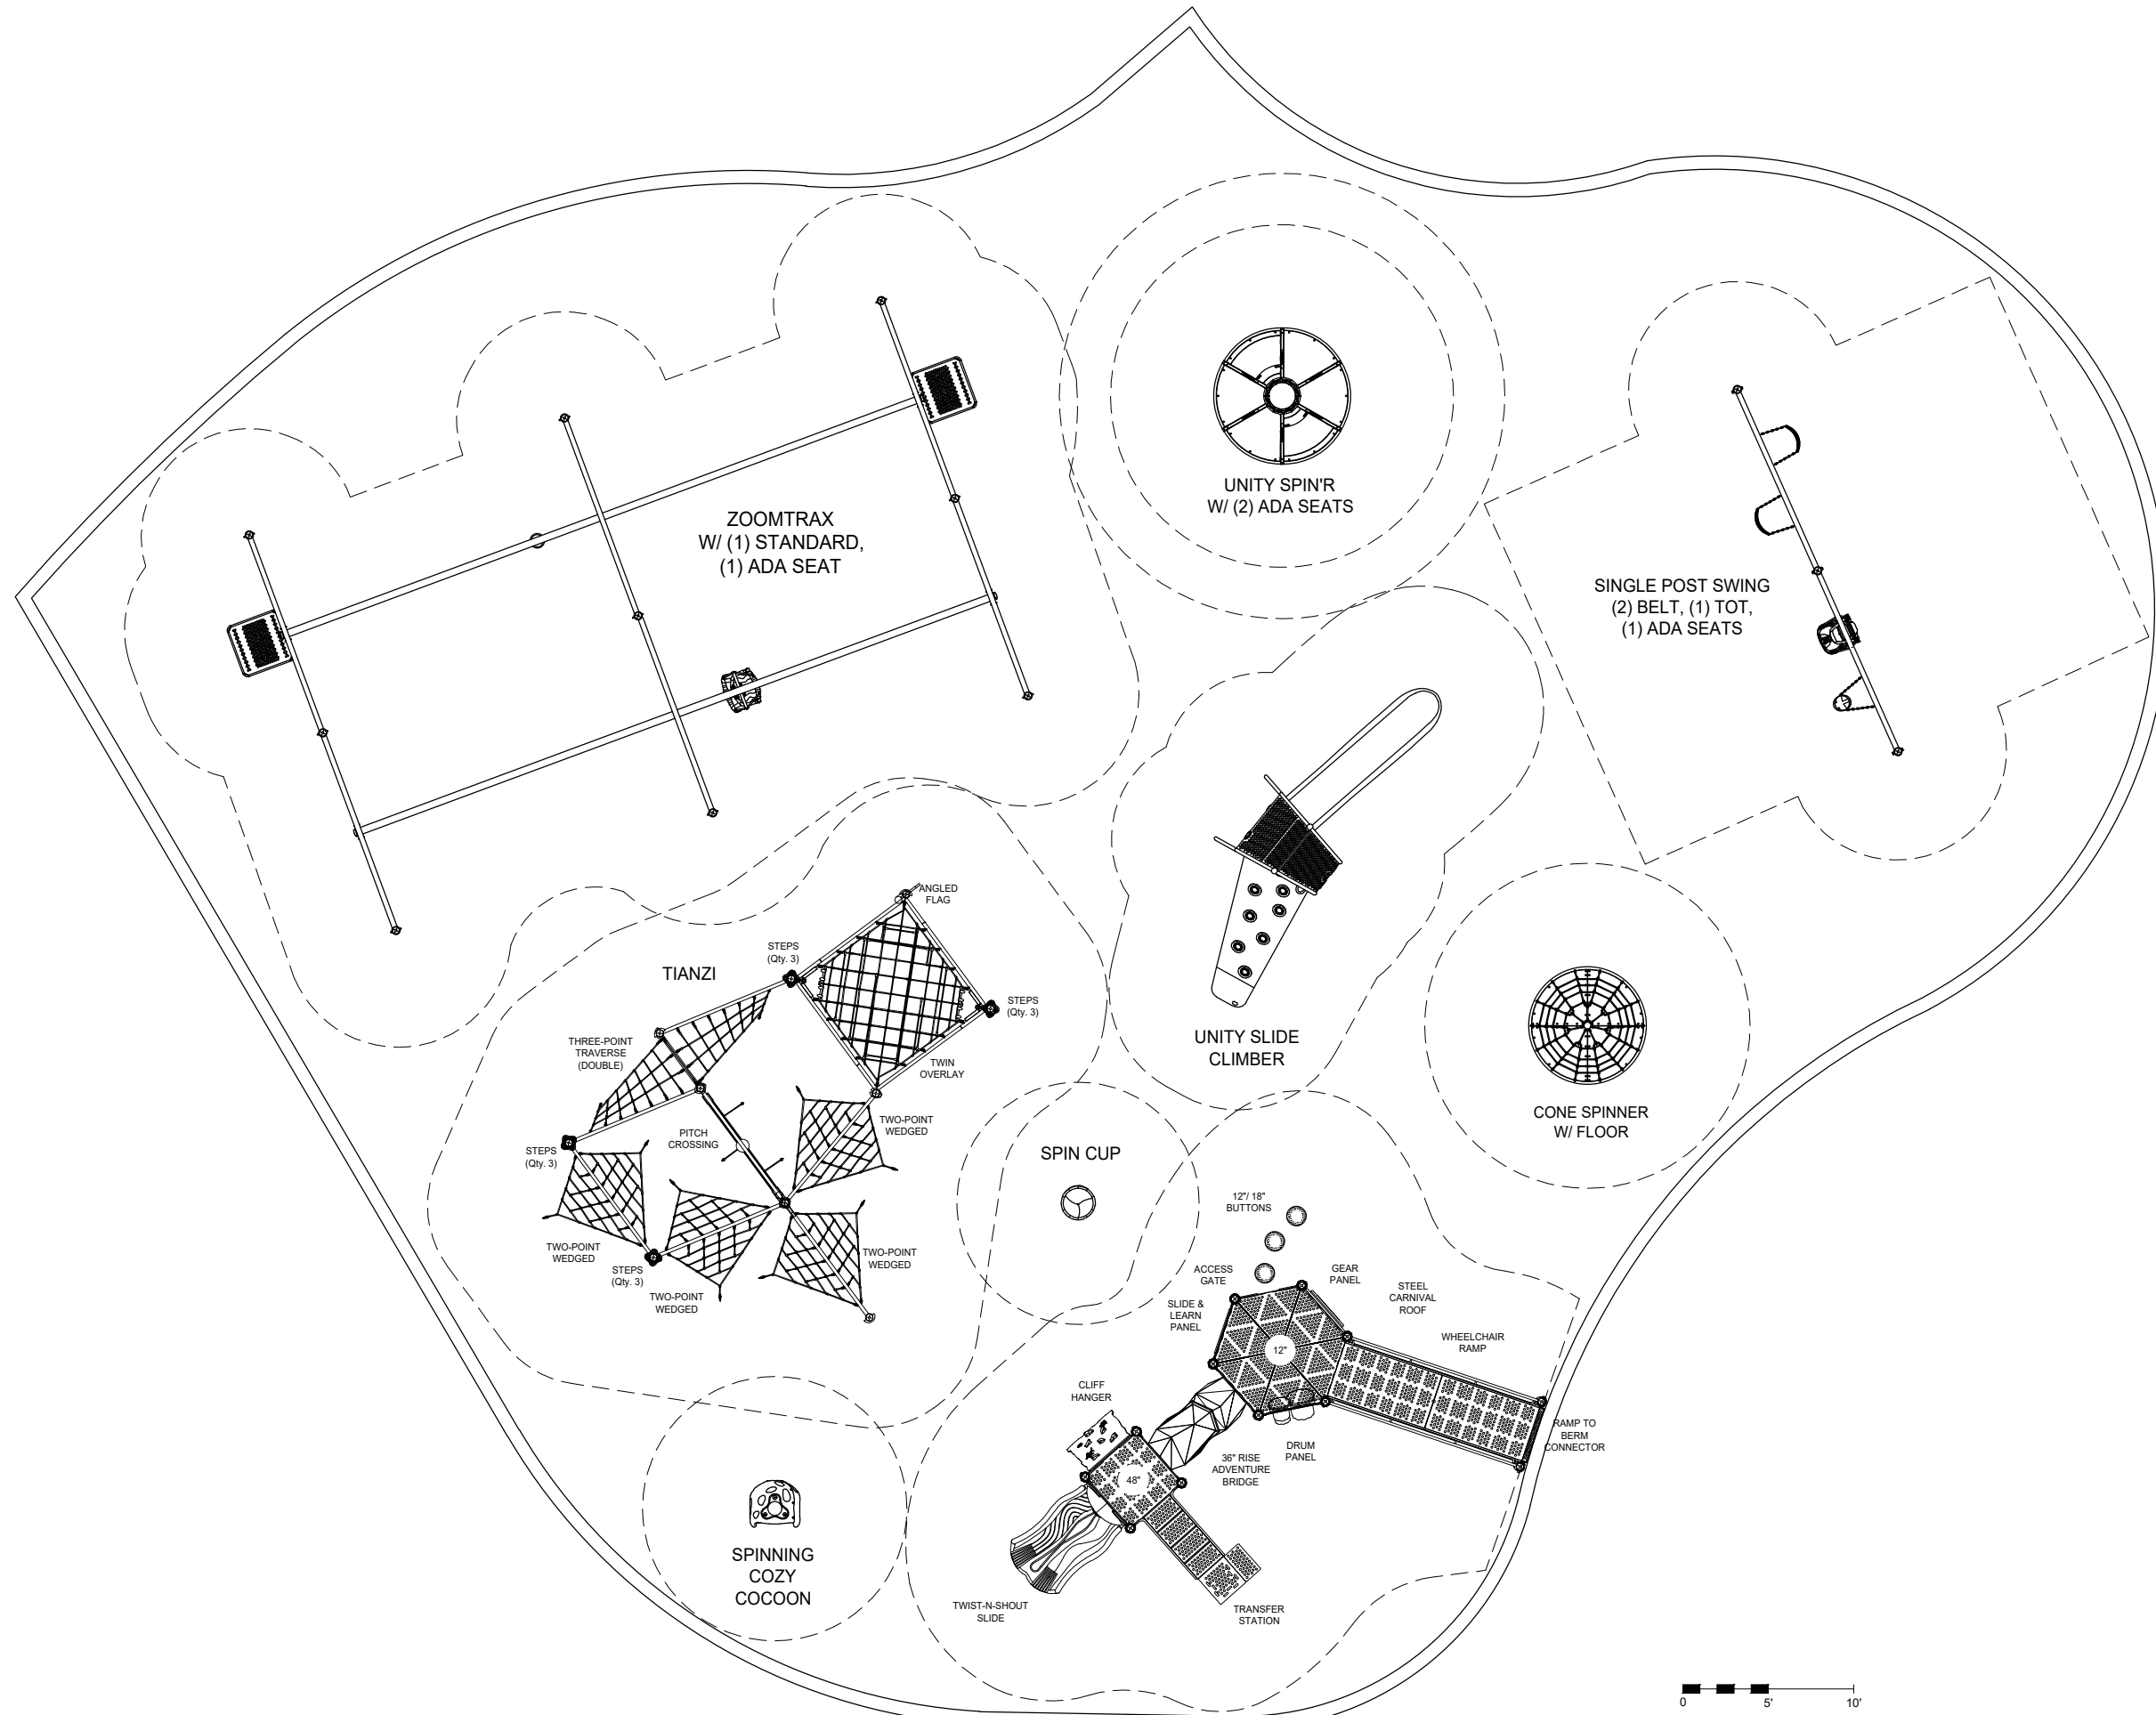 UNITY SPIN'R
W/ (2) ADA SEATS
ZOOMTRAX
W/ (1) STANDARD,
(1) ADA SEAT
SINGLE POST SWING
(2) BELT, (1) TOT,
(1) ADA SEATS
ANGLED
FLAG
STEPS
(Qty. 3)
TIANZI
STEPS
(Qty. 3)
THREE-POINT
TRAVERSE
(DOUBLE)
TWIN
OVERLAY
UNITY SLIDE
CLIMBER
CONE SPINNER
W/ FLOOR
TWO-POINT
WEDGED
PITCH
CROSSING
STEPS
(Qty. 3)
SPIN CUP
12"/ 18"
BUTTONS
TWO-POINT
WEDGED
STEPS
(Qty. 3)
TWO-POINT
WEDGED
TWO-POINT
WEDGED
ACCESS
GATE
GEAR
PANEL
STEEL
CARNIVAL
ROOF
SLIDE &
LEARN
PANEL
WHEELCHAIR
RAMP
12"
CLIFF
HANGER
RAMP TO
BERM
CONNECTOR
DRUM
PANEL
36" RISE
ADVENTURE
BRIDGE
48"
SPINNING
COZY
COCOON
TWIST-N-SHOUT
SLIDE
TRANSFER
STATION
0 5' 10'